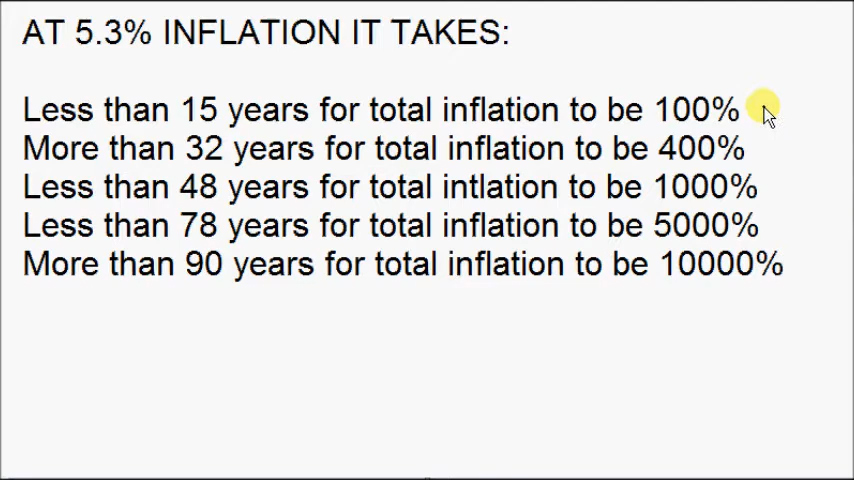 AT 5.3% INFLATION IT TAKES:
Less than 15 years for total inflation to be 100%
More than 32 years for total inflation to be 400%
Less than 48 years for total intlation to be 1000%
Less than 78 years for total inflation to be 5000%
More than 90 years for total inflation to be 10000%